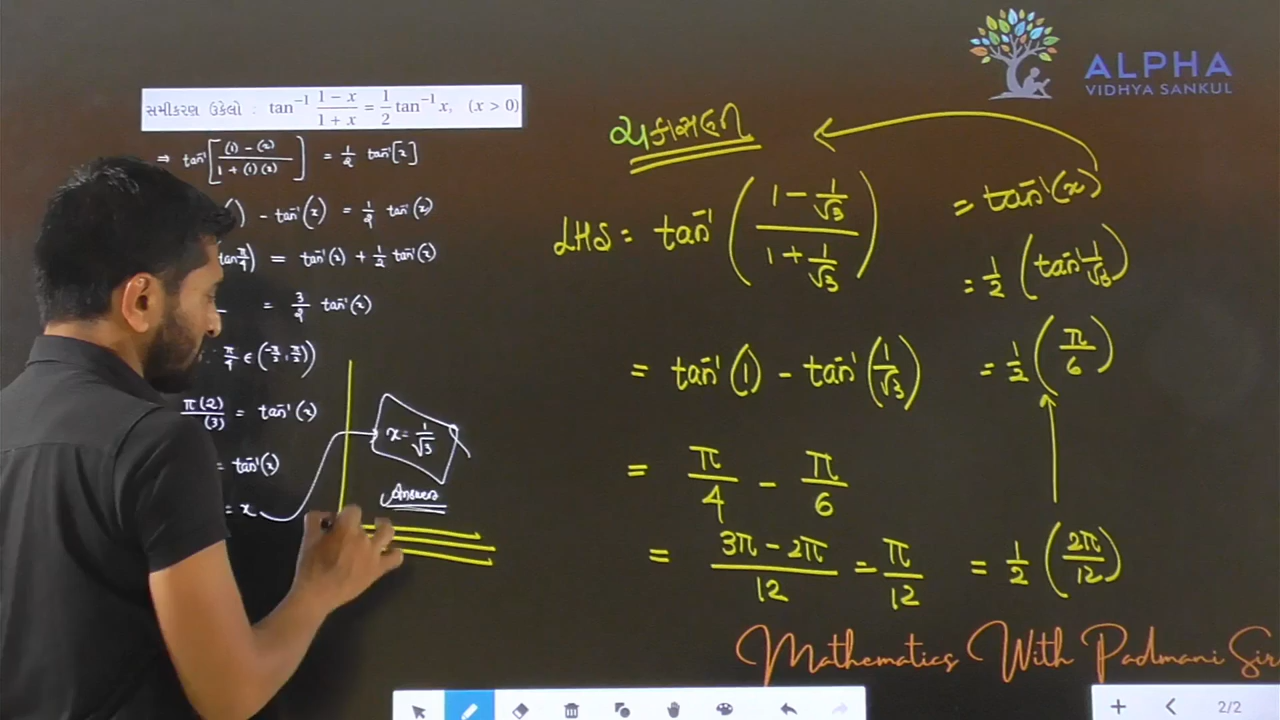 ALPHA
VIDHYA SANKUL
સમીકરણ ઉકેલો : tan⁻¹ (1−x)/(1+x) = 1/2 tan⁻¹ x, (x > 0)
⇒ tan⁻¹[((1) − (x))/(1 + (1)(x))] = 1/2 tan⁻¹[x]
) − tan⁻¹(x) = 1/2 tan⁻¹(x)
tan π/4) = tan⁻¹(x) + 1/2 tan⁻¹(x)
= 3/2 tan⁻¹(x)
π/4 ∈ (−π/2, π/2))
π(2)/(3) = tan⁻¹(x)
= tan⁻¹(x)
= x
x = 1/√3
Answer
ચકાસણી
LHS = tan⁻¹((1 − 1/√3)/(1 + 1/√3))
= tan⁻¹(1) − tan⁻¹(1/√3)
= π/4 − π/6
= (3π − 2π)/12 = π/12 = 1/2 (2π/12)
= tan⁻¹(x)
= 1/2 (tan⁻¹ 1/√3)
= 1/2 (π/6)
Mathematics With Padmani Sir
2/2